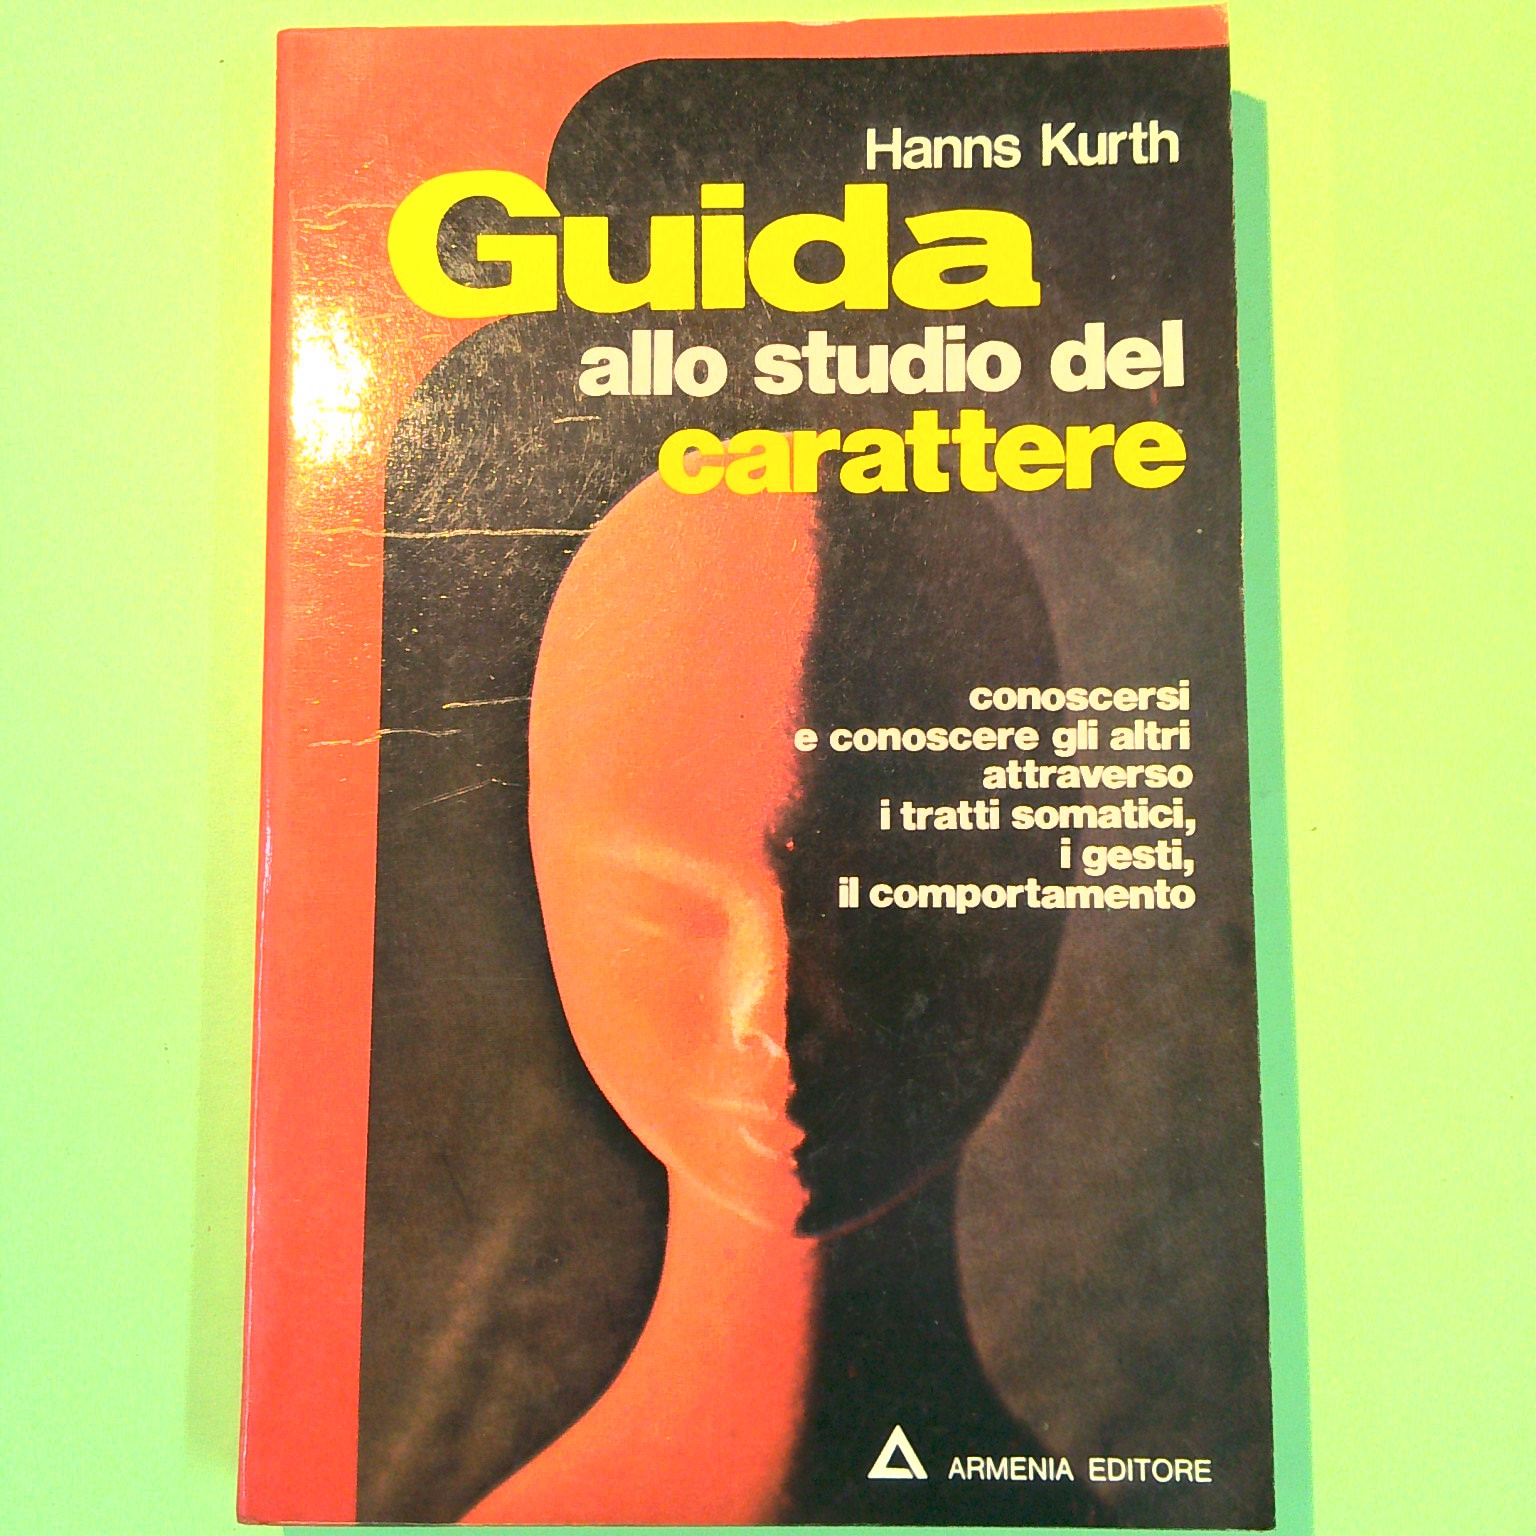 Hanns Kurth
Guida
allo studio del
carattere
conoscersi
e conoscere gli altri
attraverso
i tratti somatici,
i gesti,
il comportamento
ARMENIA EDITORE